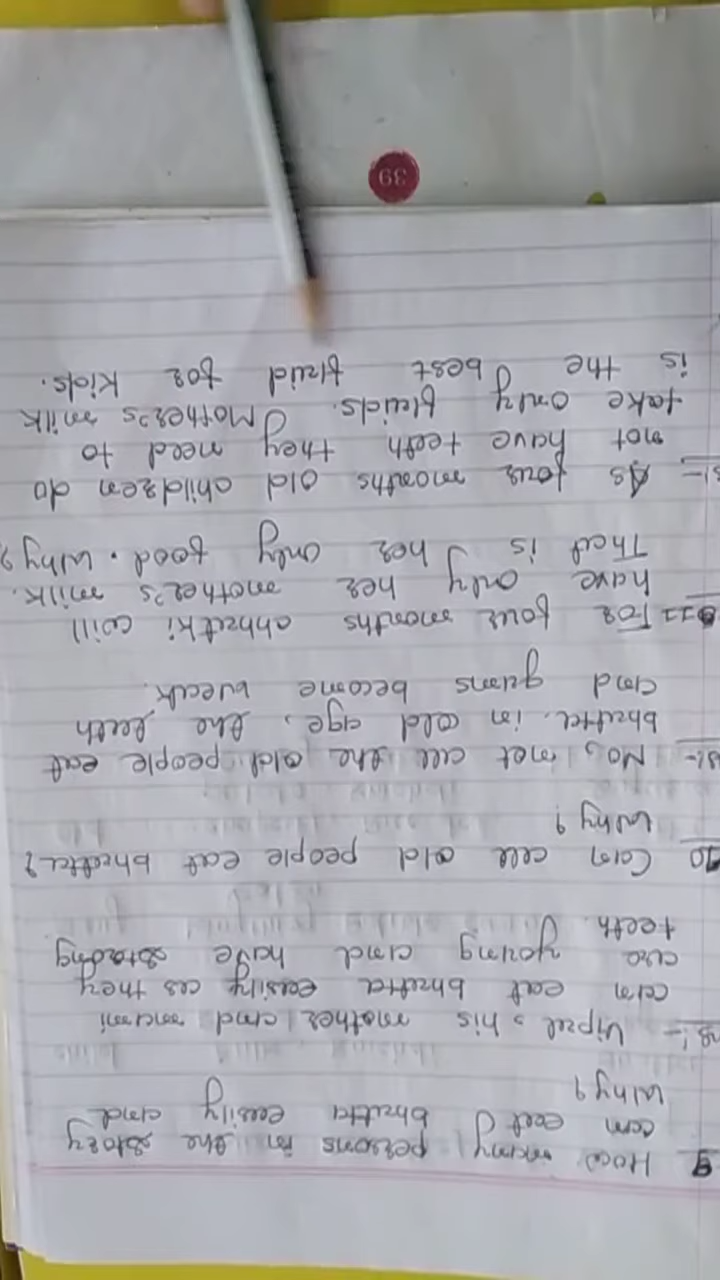 9 How many persons in the story
can eat bhutta easily and
Why?
Ans:- Vipul, his mother and mami
can eat bhutta easily as they
are young and have strong
teeth.
10 Can all old people eat bhutta?
Why?
No, not all the old people eat
bhutta. in old age, the teeth
and gums become weak.
11 For four months chhutki will
have only her mother's milk.
That is her only food. Why?
As four months old children do
not have teeth they need to
take only fluids. Mother's milk
is the best fluid for kids.
39